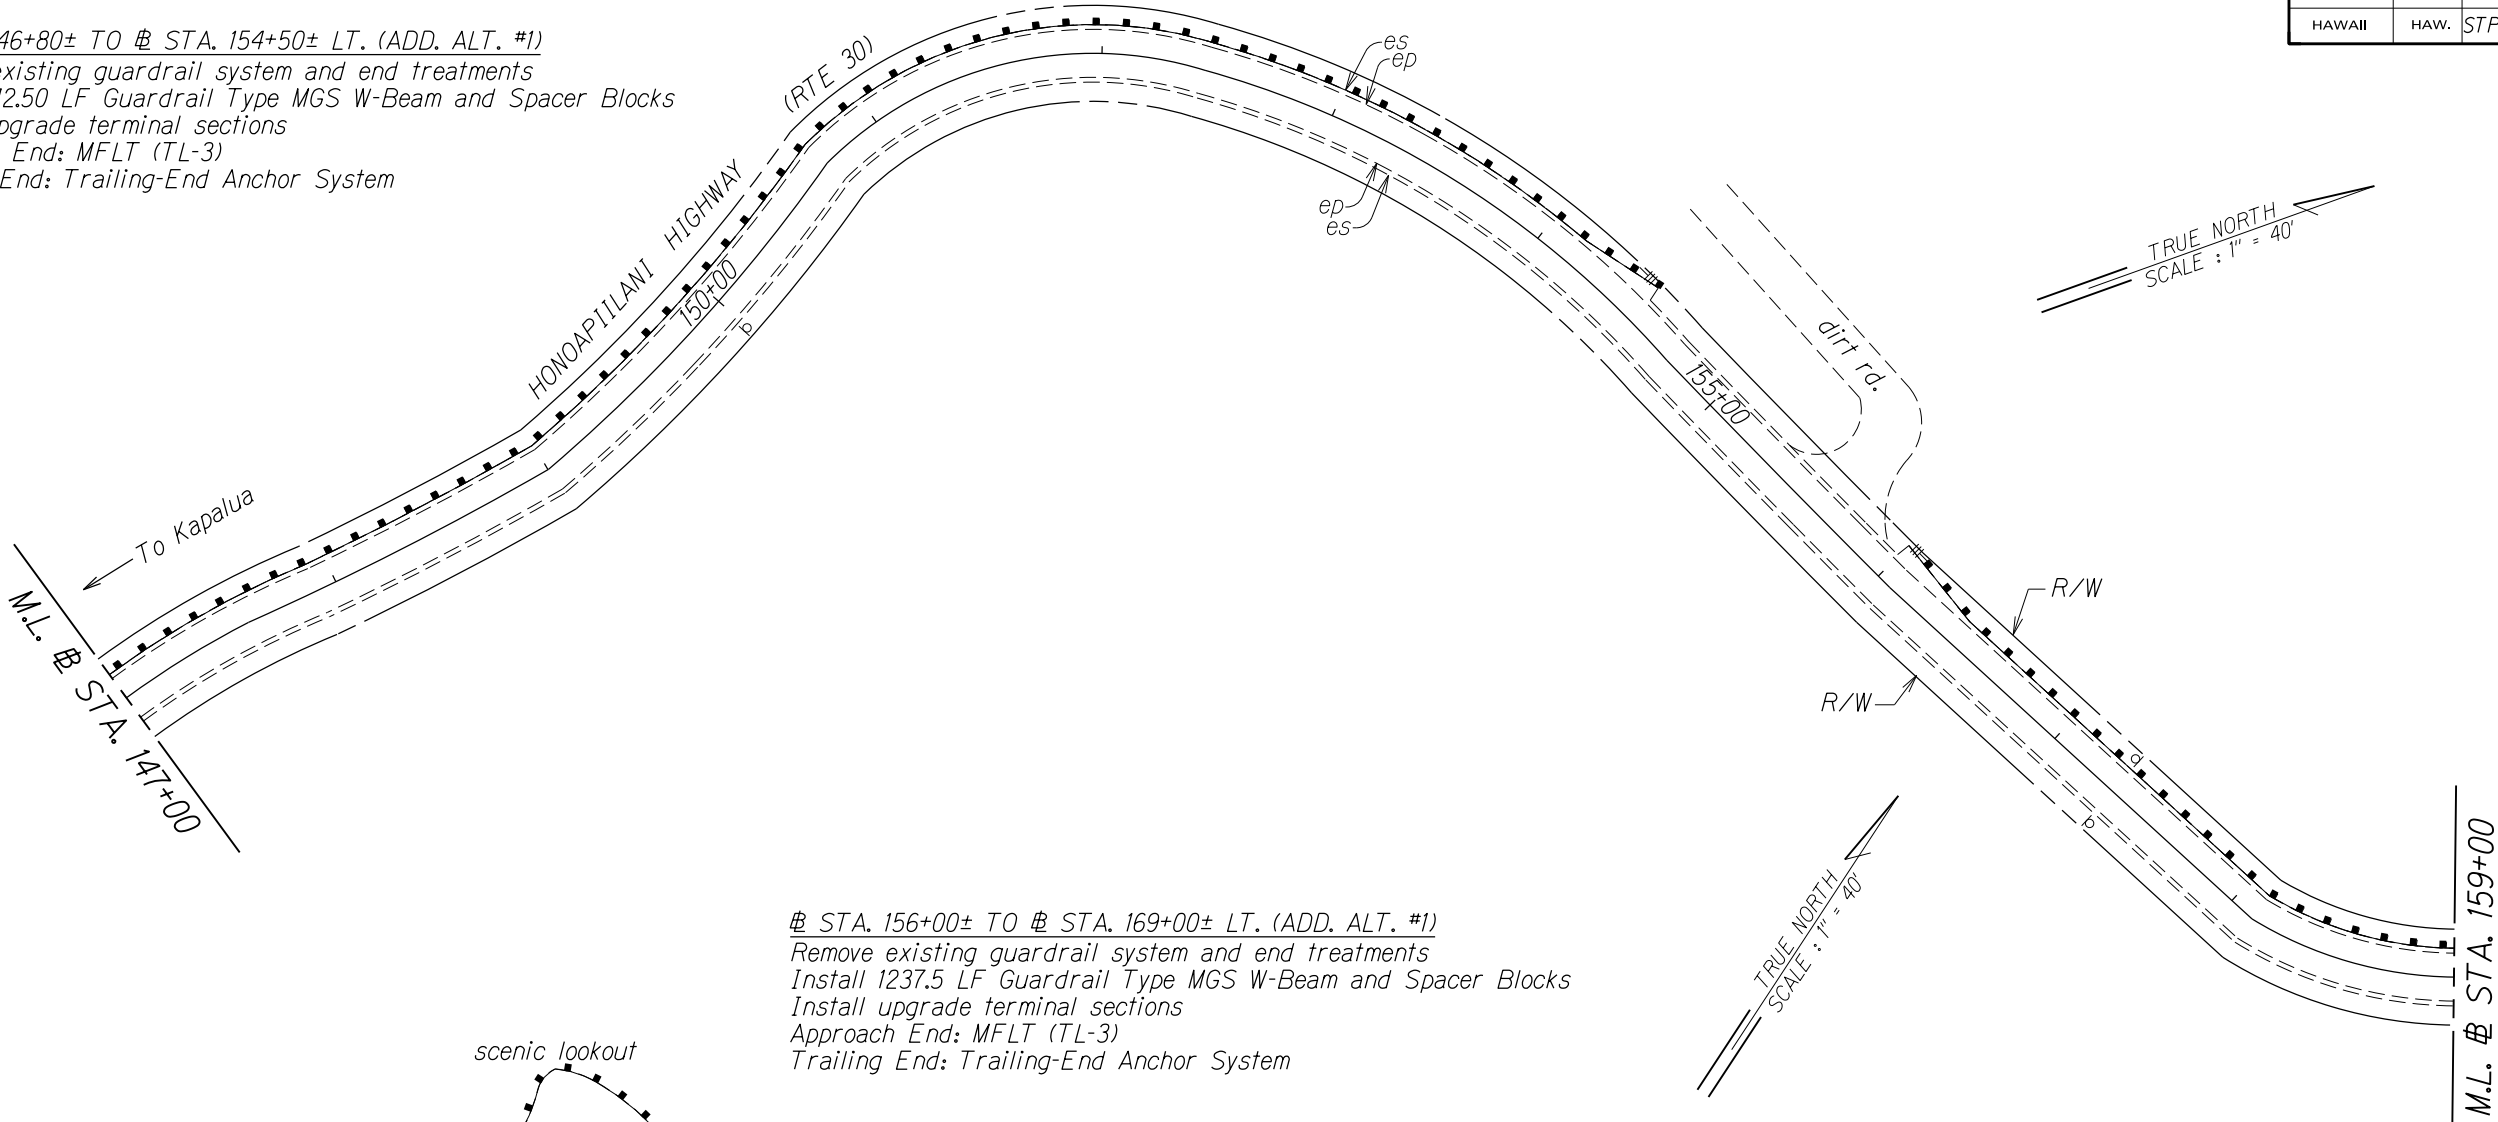 46+80± TO ⅊ STA. 154+50± LT. (ADD. ALT. #1)
existing guardrail system and end treatments
12.50 LF Guardrail Type MGS W-Beam and Spacer Blocks
terminal sections
End: MFLT (TL-3)
End: Trailing-End Anchor System
HAWAII HAW. STP
HONOAPIILANI HIGHWAY (RTE 30)
es
ep
ep
es
150+00
155+00
dirt rd.
TRUE NORTH
SCALE : 1" = 40'
To Kapalua
M.L. ⅊ STA. 147+00
R/W
R/W
TRUE NORTH
SCALE : 1" = 40'
M.L. ⅊ STA. 159+00
⅊ STA. 156+00± TO ⅊ STA. 169+00± LT. (ADD. ALT. #1)
Remove existing guardrail system and end treatments
Install 1237.5 LF Guardrail Type MGS W-Beam and Spacer Blocks
Install upgrade terminal sections
Approach End: MFLT (TL-3)
Trailing End: Trailing-End Anchor System
scenic lookout